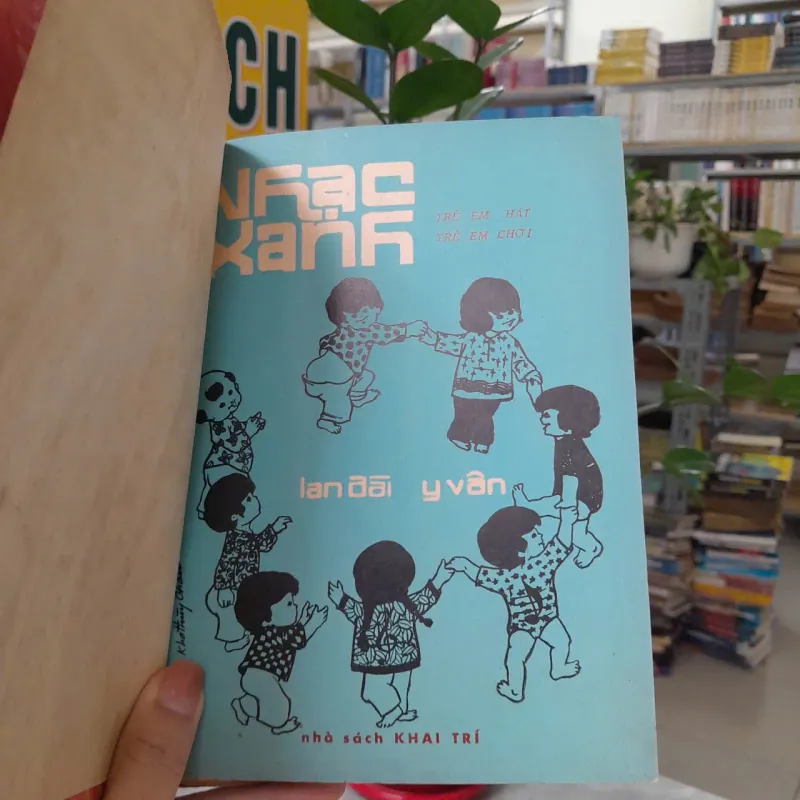 CH
NHẠC
XANH
TRẺ EM HÁT
TRẺ EM CHƠI
lan đài y vân
nhà sách KHAI TRÍ